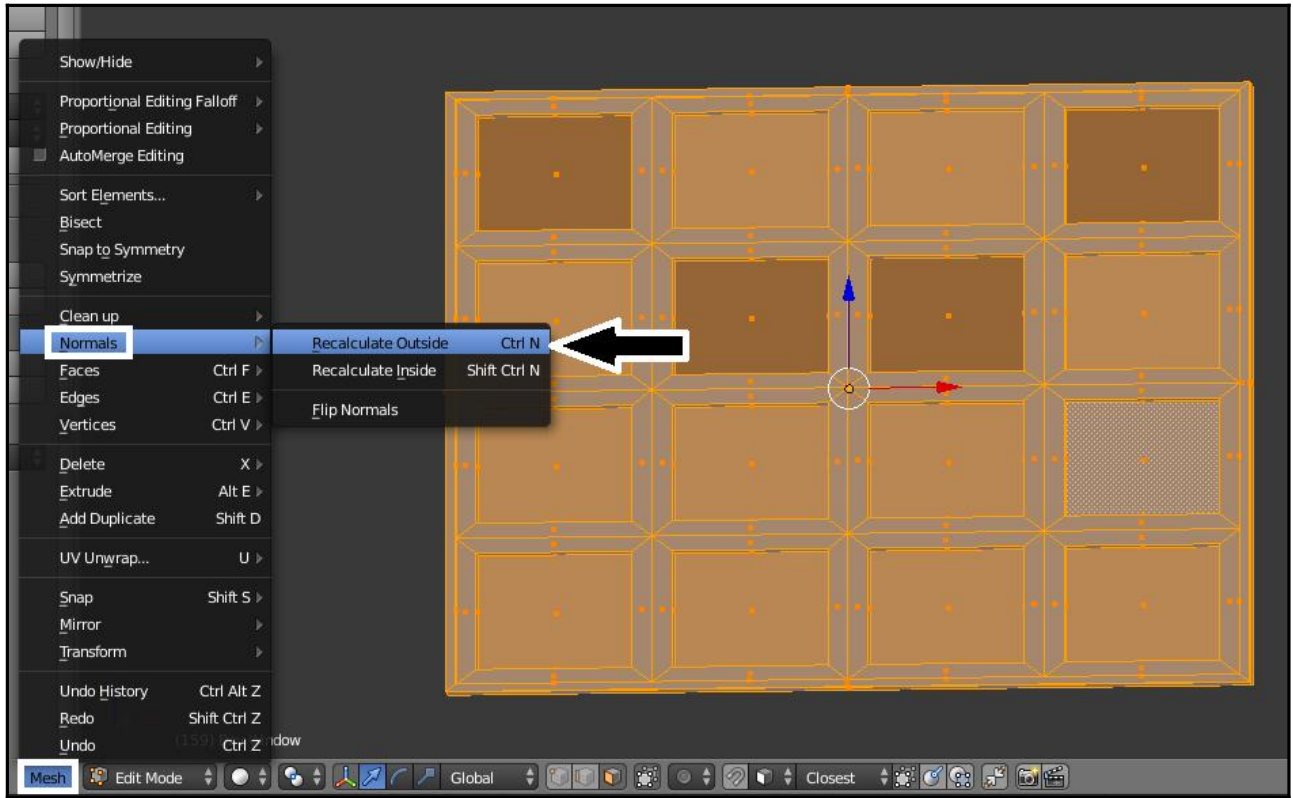 Show/Hide
Proportional Editing Falloff
Proportional Editing
AutoMerge Editing
Sort Elements...
Bisect
Snap to Symmetry
Symmetrize
Clean up
Normals
Recalculate Outside Ctrl N
Recalculate Inside Shift Ctrl N
Flip Normals
Faces Ctrl F
Edges Ctrl E
Vertices Ctrl V
Delete X
Extrude Alt E
Add Duplicate Shift D
UV Unwrap... U
Snap Shift S
Mirror
Transform
Undo History Ctrl Alt Z
Redo Shift Ctrl Z
Undo Ctrl Z
Mesh Edit Mode Global Closest